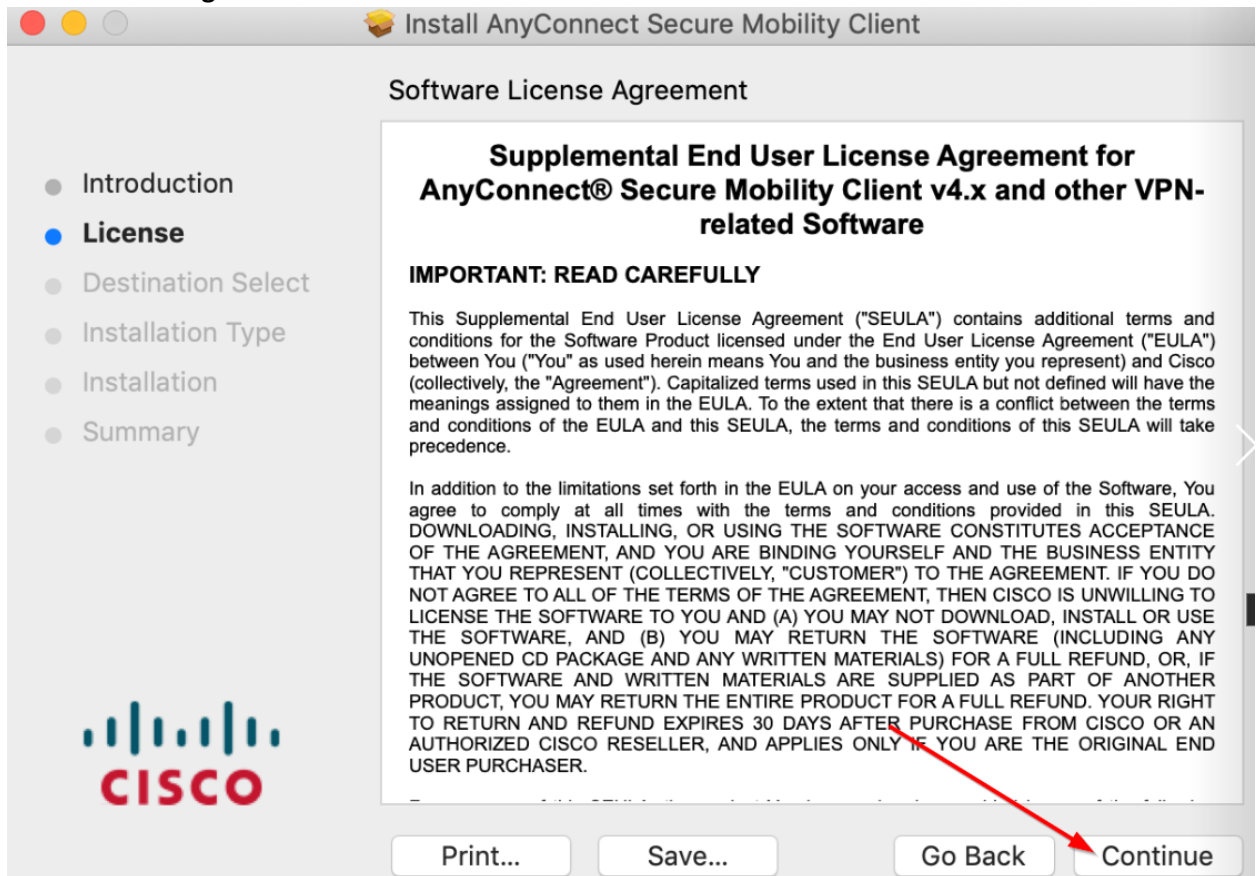 Install AnyConnect Secure Mobility Client
Software License Agreement
Introduction
License
Destination Select
Installation Type
Installation
Summary
Supplemental End User License Agreement for
AnyConnect® Secure Mobility Client v4.x and other VPN-
related Software
IMPORTANT: READ CAREFULLY
This Supplemental End User License Agreement ("SEULA") contains additional terms and
conditions for the Software Product licensed under the End User License Agreement ("EULA")
between You ("You" as used herein means You and the business entity you represent) and Cisco
(collectively, the "Agreement"). Capitalized terms used in this SEULA but not defined will have the
meanings assigned to them in the EULA. To the extent that there is a conflict between the terms
and conditions of the EULA and this SEULA, the terms and conditions of this SEULA will take
precedence.
In addition to the limitations set forth in the EULA on your access and use of the Software, You
agree to comply at all times with the terms and conditions provided in this SEULA.
DOWNLOADING, INSTALLING, OR USING THE SOFTWARE CONSTITUTES ACCEPTANCE
OF THE AGREEMENT, AND YOU ARE BINDING YOURSELF AND THE BUSINESS ENTITY
THAT YOU REPRESENT (COLLECTIVELY, "CUSTOMER") TO THE AGREEMENT. IF YOU DO
NOT AGREE TO ALL OF THE TERMS OF THE AGREEMENT, THEN CISCO IS UNWILLING TO
LICENSE THE SOFTWARE TO YOU AND (A) YOU MAY NOT DOWNLOAD, INSTALL OR USE
THE SOFTWARE, AND (B) YOU MAY RETURN THE SOFTWARE (INCLUDING ANY
UNOPENED CD PACKAGE AND ANY WRITTEN MATERIALS) FOR A FULL REFUND, OR, IF
THE SOFTWARE AND WRITTEN MATERIALS ARE SUPPLIED AS PART OF ANOTHER
PRODUCT, YOU MAY RETURN THE ENTIRE PRODUCT FOR A FULL REFUND. YOUR RIGHT
TO RETURN AND REFUND EXPIRES 30 DAYS AFTER PURCHASE FROM CISCO OR AN
AUTHORIZED CISCO RESELLER, AND APPLIES ONLY IF YOU ARE THE ORIGINAL END
USER PURCHASER.
CISCO
Print...
Save...
Go Back
Continue